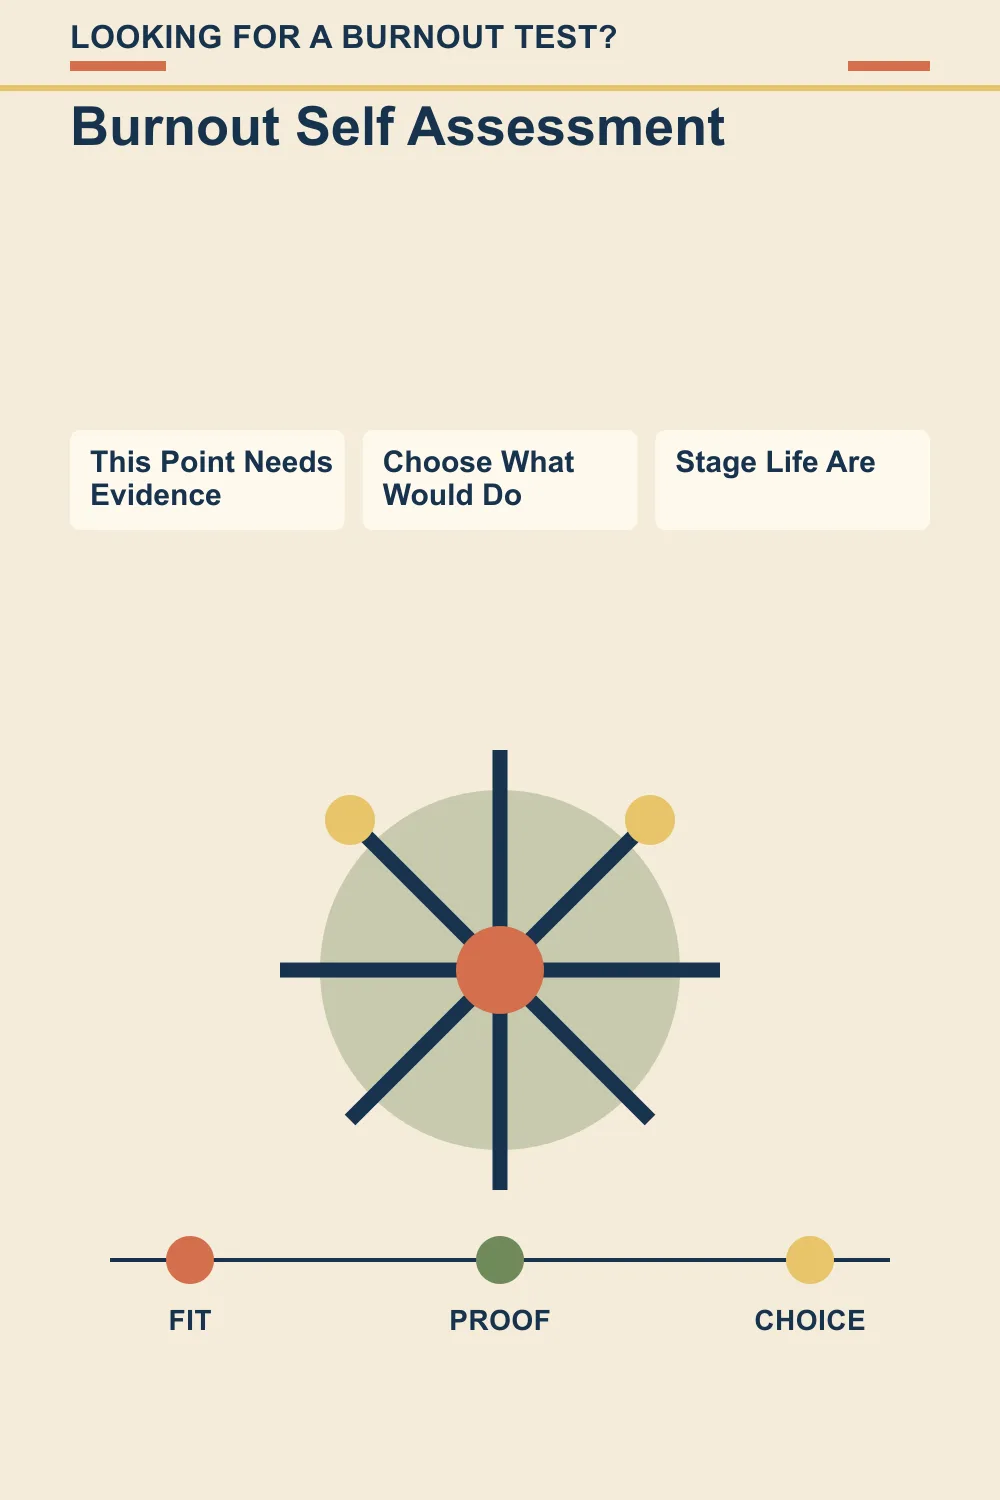 LOOKING FOR A BURNOUT TEST?
Burnout Self Assessment
This Point Needs
Evidence
Choose What
Would Do
Stage Life Are
FIT
PROOF
CHOICE